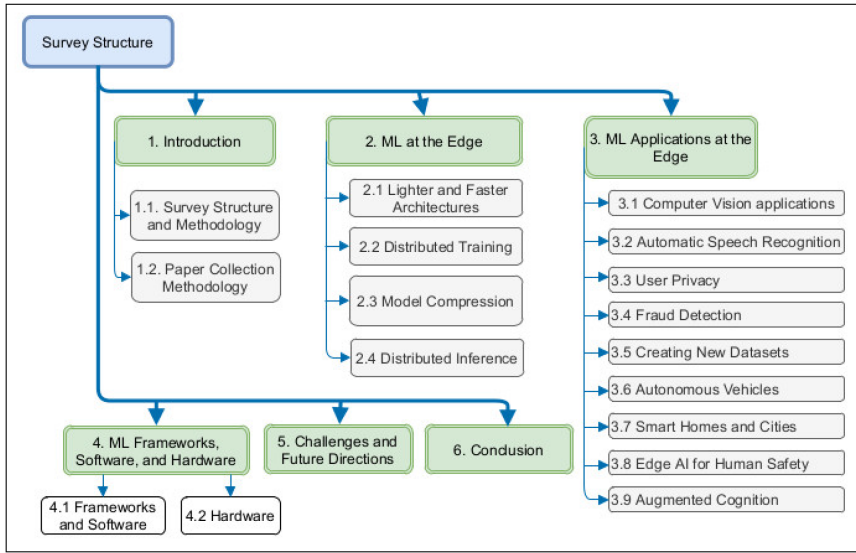 Survey Structure
1. Introduction
1.1. Survey Structure
and Methodology
1.2. Paper Collection
Methodology
2. ML at the Edge
2.1 Lighter and Faster
Architectures
2.2 Distributed Training
2.3 Model Compression
2.4 Distributed Inference
3. ML Applications at the
Edge
3.1 Computer Vision applications
3.2 Automatic Speech Recognition
3.3 User Privacy
3.4 Fraud Detection
3.5 Creating New Datasets
3.6 Autonomous Vehicles
3.7 Smart Homes and Cities
3.8 Edge AI for Human Safety
3.9 Augmented Cognition
4. ML Frameworks,
Software, and Hardware
4.1 Frameworks
and Software
4.2 Hardware
5. Challenges and
Future Directions
6. Conclusion